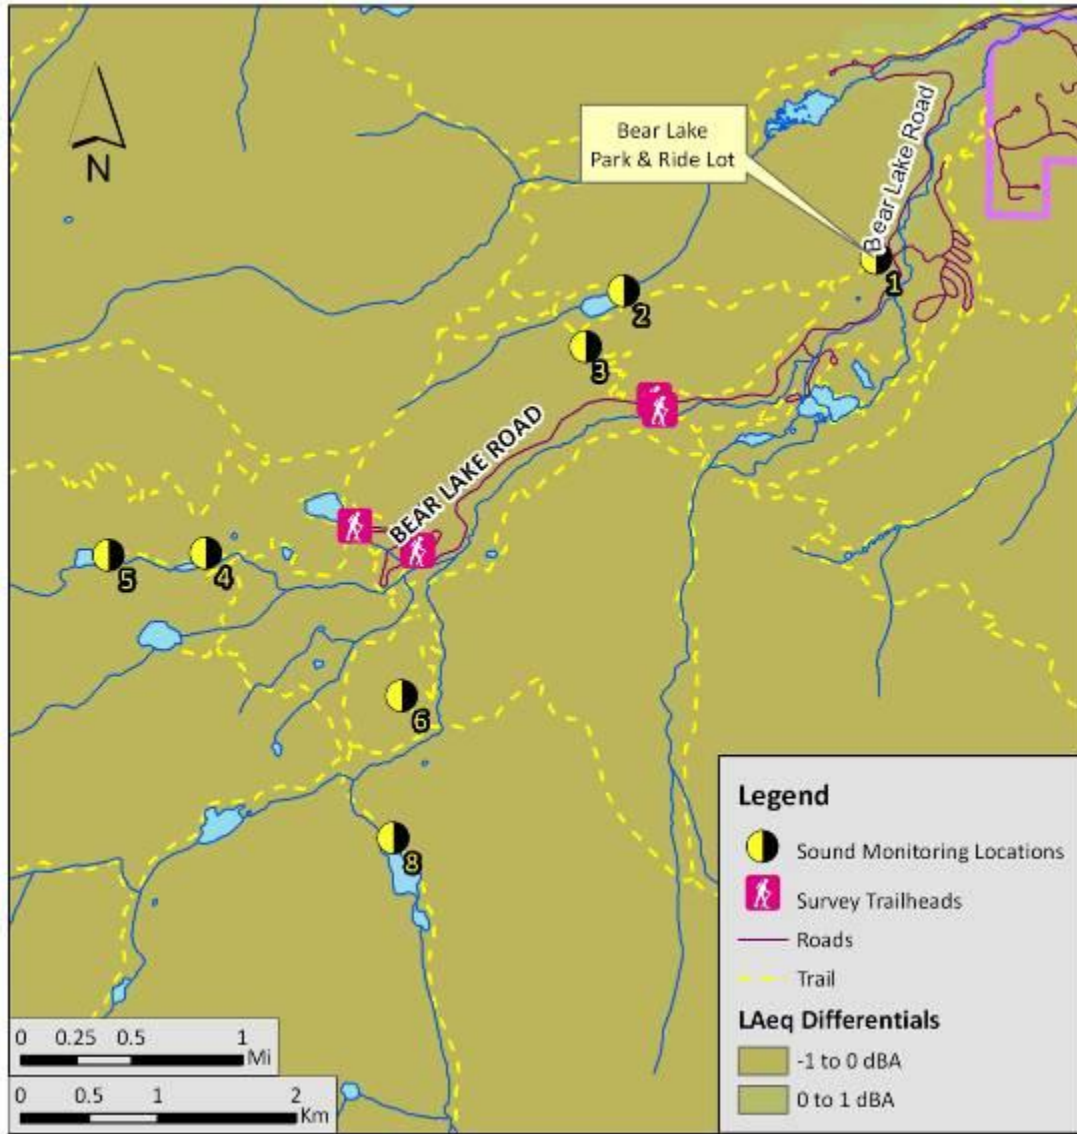 N
Bear Lake
Park & Ride Lot
Bear Lake Road
1
2
3
BEAR LAKE ROAD
5
4
6
8
Legend
Sound Monitoring Locations
Survey Trailheads
Roads
Trail
LAeq Differentials
-1 to 0 dBA
0 to 1 dBA
0 0.25 0.5 1
Mi
0 0.5 1 2
Km